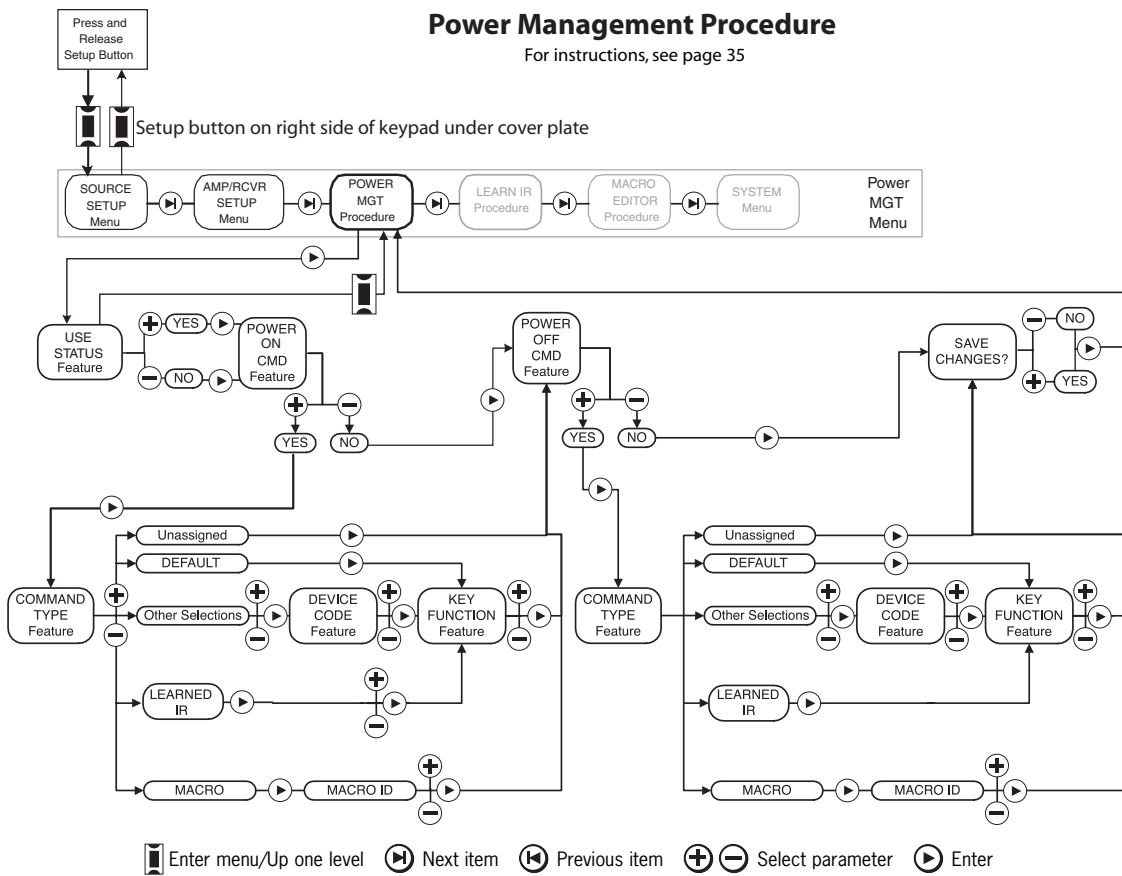 Power Management Procedure
For instructions, see page 35
Press and
Release
Setup Button
Setup button on right side of keypad under cover plate
SOURCE
SETUP
Menu
AMP/RCVR
SETUP
Menu
POWER
MGT
Procedure
LEARN IR
Procedure
MACRO
EDITOR
Procedure
SYSTEM
Menu
Power
MGT
Menu
USE
STATUS
Feature
YES
NO
POWER
ON
CMD
Feature
YES
NO
POWER
OFF
CMD
Feature
YES
NO
SAVE
CHANGES?
NO
YES
COMMAND
TYPE
Feature
Unassigned
DEFAULT
Other Selections
DEVICE
CODE
Feature
KEY
FUNCTION
Feature
LEARNED
IR
MACRO
MACRO ID
COMMAND
TYPE
Feature
Unassigned
DEFAULT
Other Selections
DEVICE
CODE
Feature
KEY
FUNCTION
Feature
LEARNED
IR
MACRO
MACRO ID
Enter menu/Up one level
Next item
Previous item
Select parameter
Enter